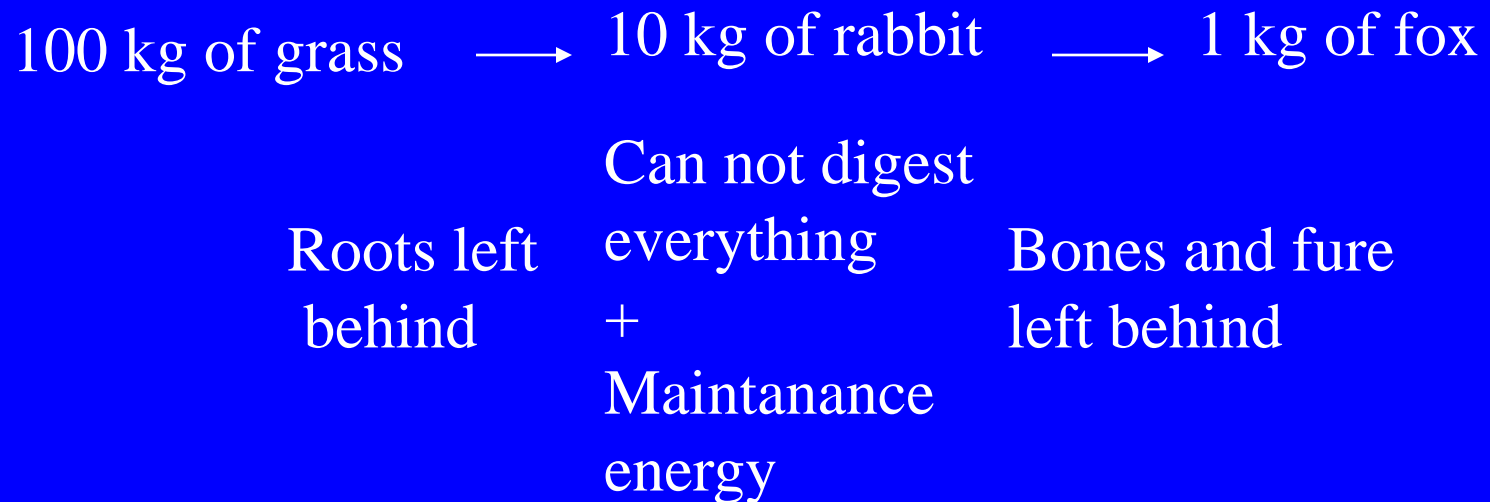 100 kg of grass
10 kg of rabbit
1 kg of fox
Roots left
behind
Can not digest
everything
+
Maintanance
energy
Bones and fure
left behind